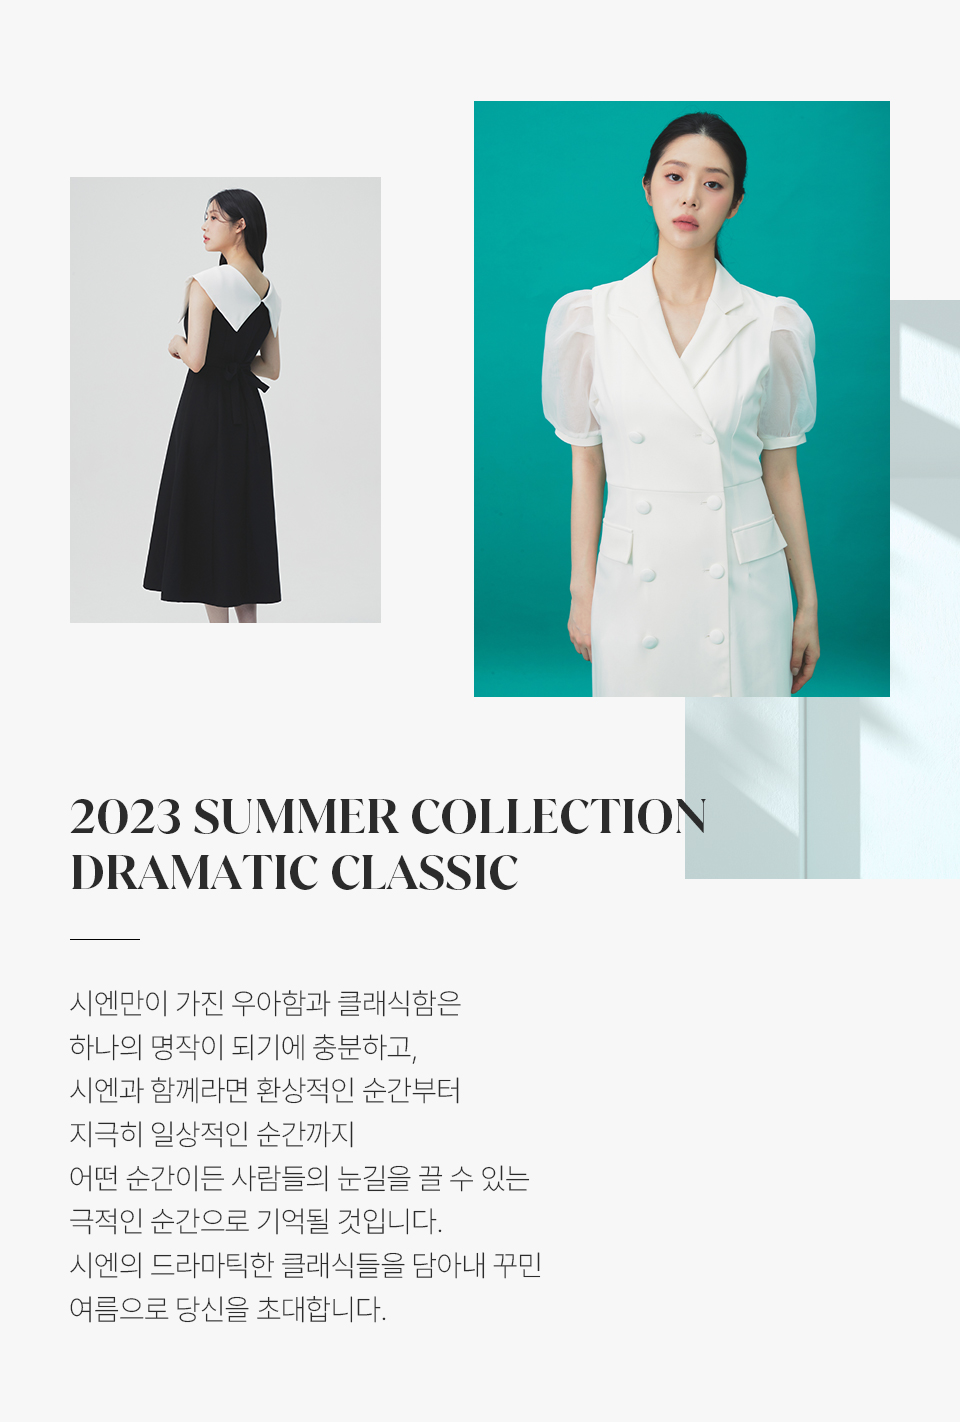 2023 SUMMER COLLECTION
DRAMATIC CLASSIC
시엔만이 가진 우아함과 클래식함은
하나의 명작이 되기에 충분하고,
시엔과 함께라면 환상적인 순간부터
지극히 일상적인 순간까지
어떤 순간이든 사람들의 눈길을 끌 수 있는
극적인 순간으로 기억될 것입니다.
시엔의 드라마틱한 클래식들을 담아내 꾸민
여름으로 당신을 초대합니다.